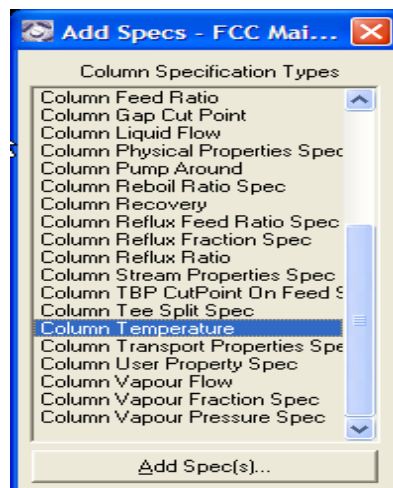 Add Specs - FCC Mai...
Column Specification Types
Column Feed Ratio
Column Gap Cut Point
Column Liquid Flow
Column Physical Properties Spec
Column Pump Around
Column Reboil Ratio Spec
Column Recovery
Column Reflux Feed Ratio Spec
Column Reflux Fraction Spec
Column Reflux Ratio
Column Stream Properties Spec
Column TBP CutPoint On Feed S
Column Tee Split Spec
Column Temperature
Column Transport Properties Spe
Column User Property Spec
Column Vapour Flow
Column Vapour Fraction Spec
Column Vapour Pressure Spec
Add Spec(s)...